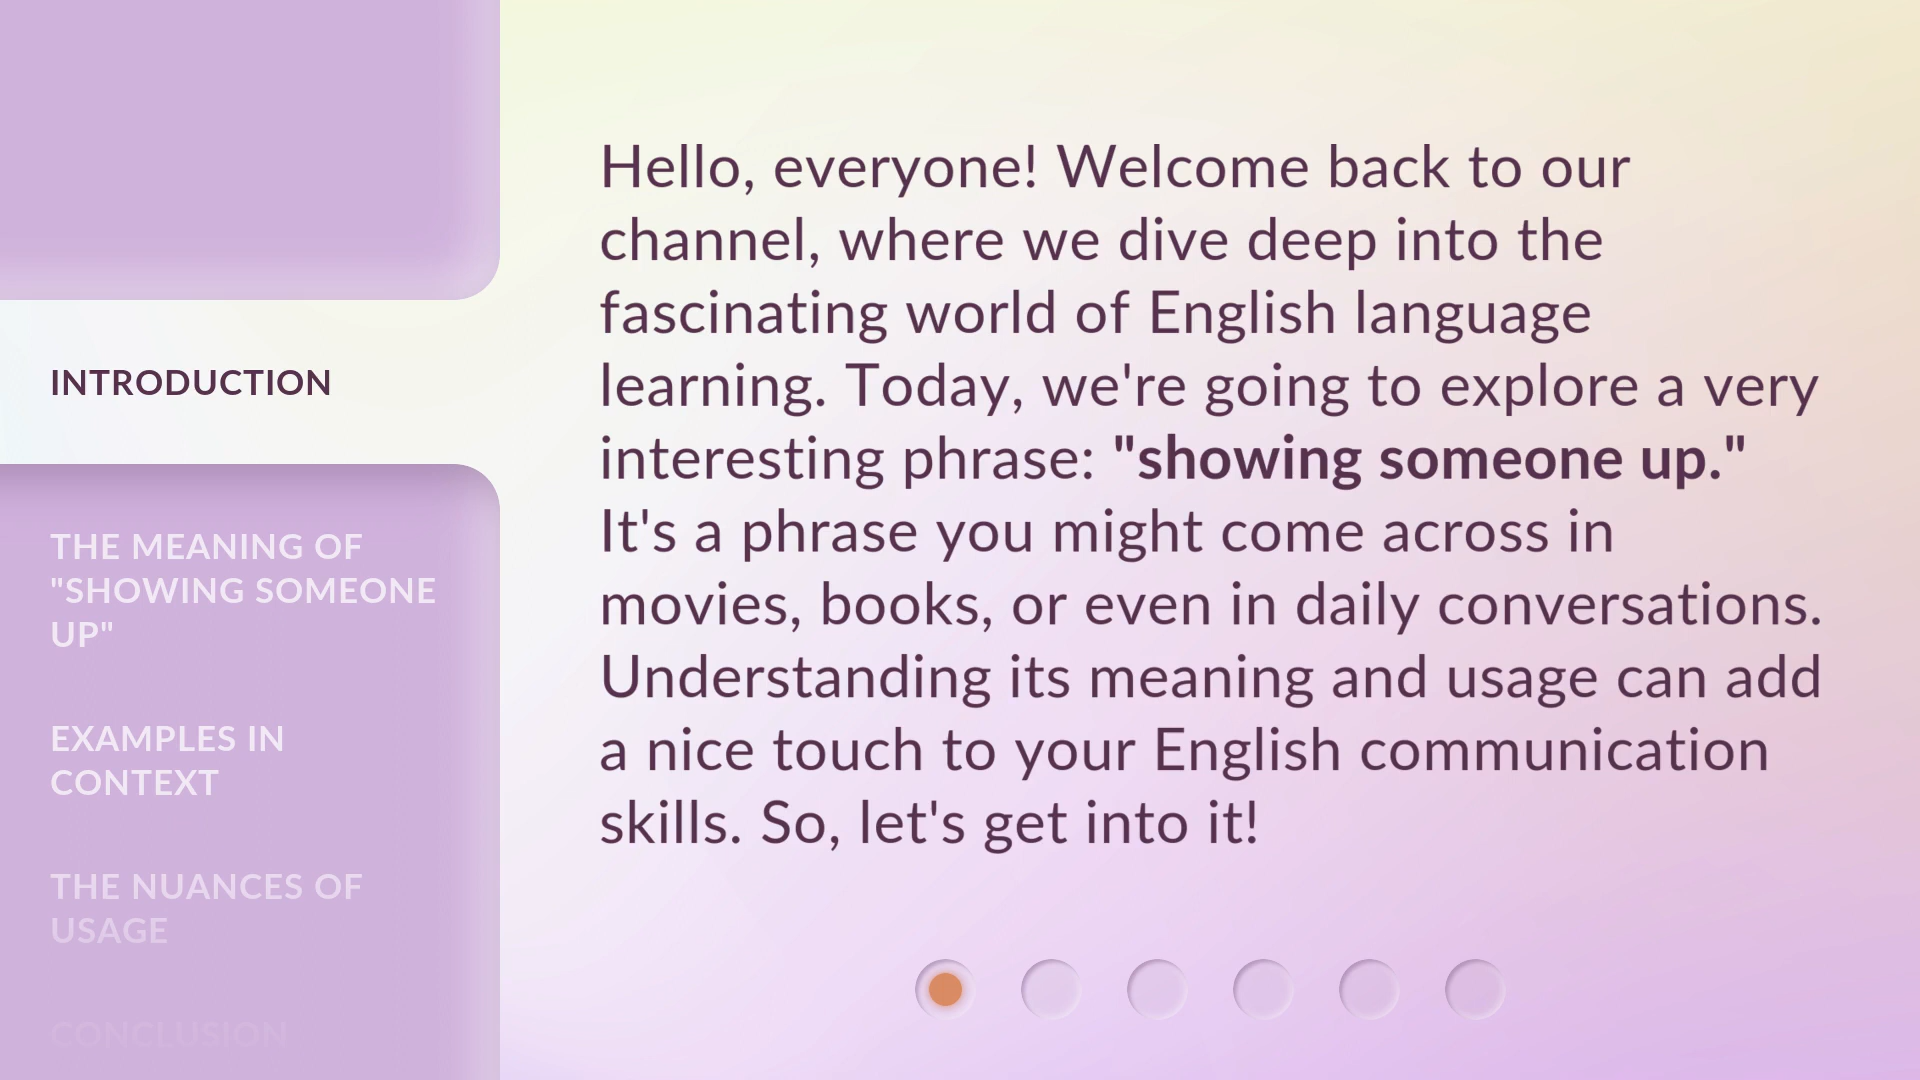 INTRODUCTION
THE MEANING OF
"SHOWING SOMEONE
UP"
EXAMPLES IN
CONTEXT
THE NUANCES OF
USAGE
CONCLUSION
Hello, everyone! Welcome back to our
channel, where we dive deep into the
fascinating world of English language
learning. Today, we're going to explore a very
interesting phrase: "showing someone up."
It's a phrase you might come across in
movies, books, or even in daily conversations.
Understanding its meaning and usage can add
a nice touch to your English communication
skills. So, let's get into it!